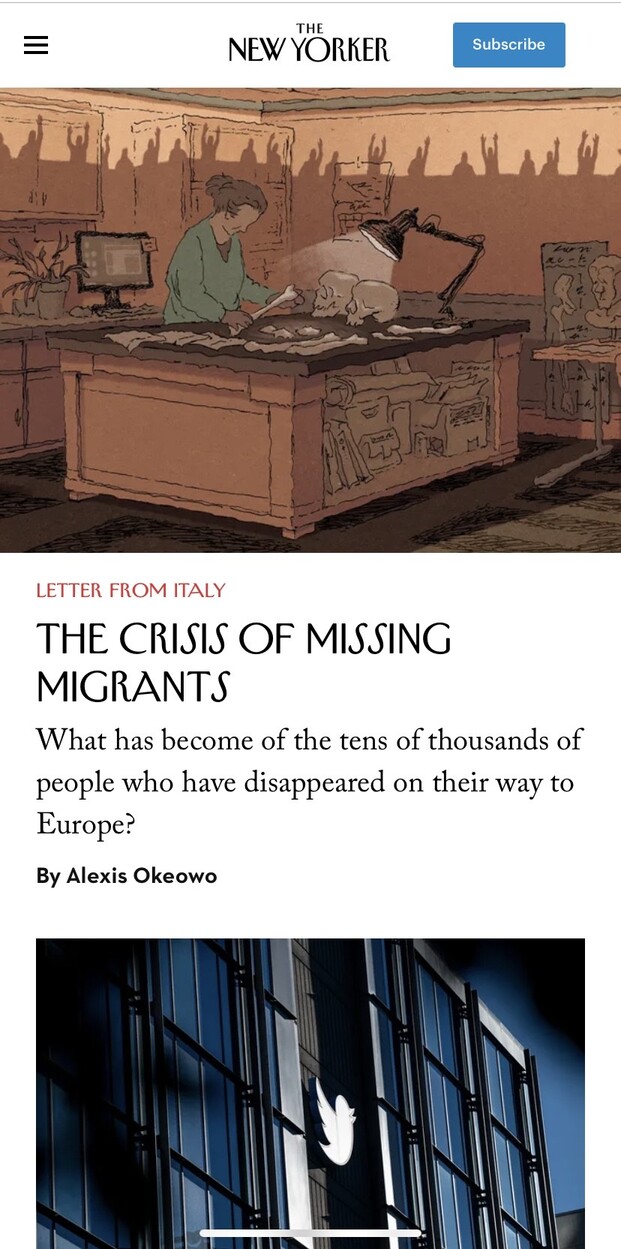 THE
NEW YORKER
Subscribe
LETTER FROM ITALY
THE CRISIS OF MISSING
MIGRANTS
What has become of the tens of thousands of
people who have disappeared on their way to
Europe?
By Alexis Okeowo